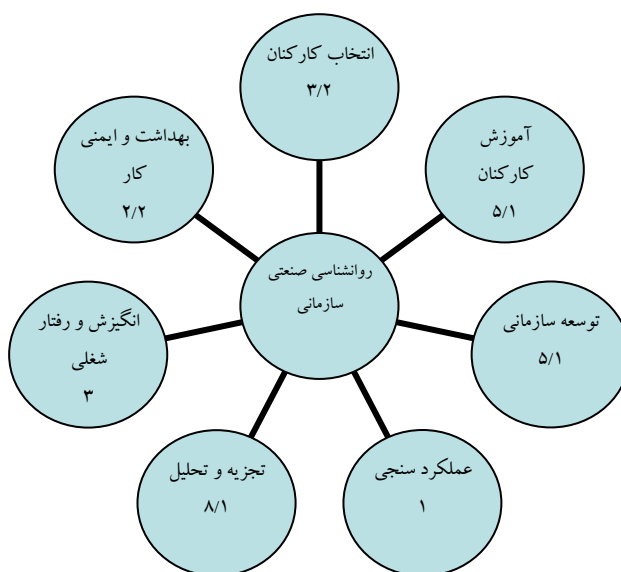 انتخاب کارکنان
۳/۲
آموزش
کارکنان
۵/۱
توسعه سازمانی
۵/۱
عملکرد سنجی
۱
تجزیه و تحلیل
۸/۱
انگیزش و رفتار
شغلی
۳
بهداشت و ایمنی
کار
۲/۲
روانشناسی صنعتی
سازمانی